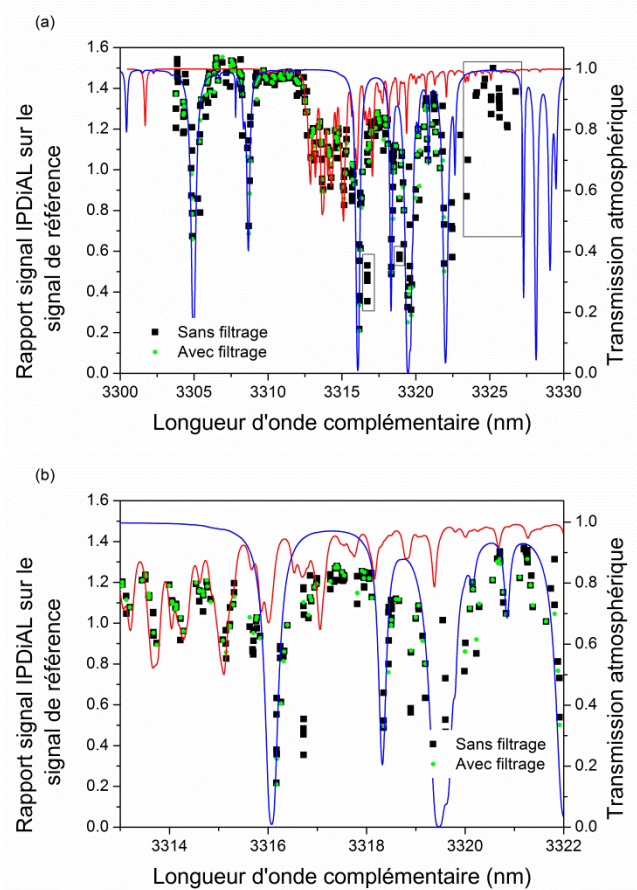 (a)
1.6
1.4
1.2
1.0
0.8
0.6
0.4
0.2
0.0
Rapport signal IPDiAL sur le
signal de référence
1.0
0.8
0.6
0.4
0.2
0.0
Transmission atmosphérique
Sans filtrage
Avec filtrage
3300 3305 3310 3315 3320 3325 3330
Longueur d'onde complémentaire (nm)
(b)
1.6
1.4
1.2
1.0
0.8
0.6
0.4
0.2
0.0
Rapport signal IPDiAL sur le
signal de référence
1.0
0.8
0.6
0.4
0.2
0.0
Transmission atmosphérique
Sans filtrage
Avec filtrage
3314 3316 3318 3320 3322
Longueur d'onde complémentaire (nm)